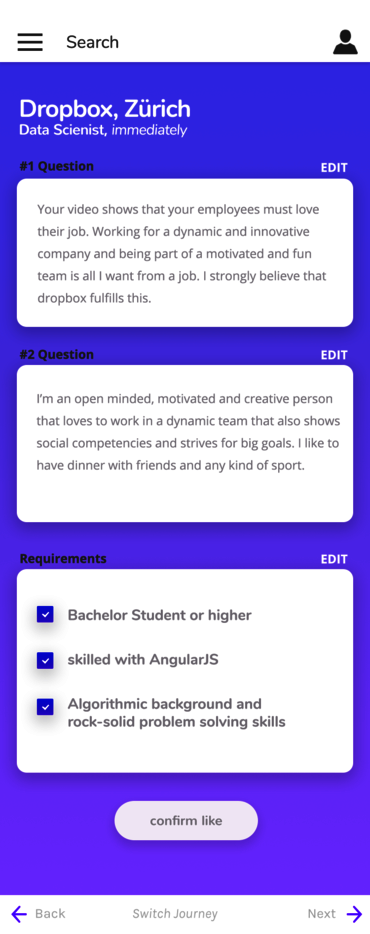 Search
Dropbox, Zürich
Data Scienist, immediately
#1 Question
EDIT
Your video shows that your employees must love
their job. Working for a dynamic and innovative
company and being part of a motivated and fun
team is all I want from a job. I strongly believe that
dropbox fulfills this.
#2 Question
EDIT
I'm an open minded, motivated and creative person
that loves to work in a dynamic team that also shows
social competencies and strives for big goals. I like to
have dinner with friends and any kind of sport.
Requirements
EDIT
Bachelor Student or higher
skilled with AngularJS
Algorithmic background and
rock-solid problem solving skills
confirm like
Back
Switch Journey
Next